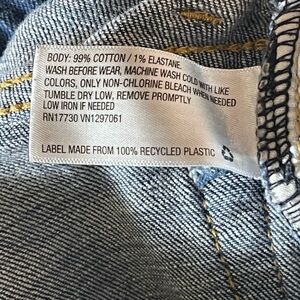 BODY: 99% COTTON / 1% ELASTANE
WASH BEFORE WEAR, MACHINE WASH COLD WITH LIKE
COLORS, ONLY NON-CHLORINE BLEACH WHEN NEEDED
TUMBLE DRY LOW, REMOVE PROMPTLY
LOW IRON IF NEEDED
RN17730 VN1297061
LABEL MADE FROM 100% RECYCLED PLASTIC